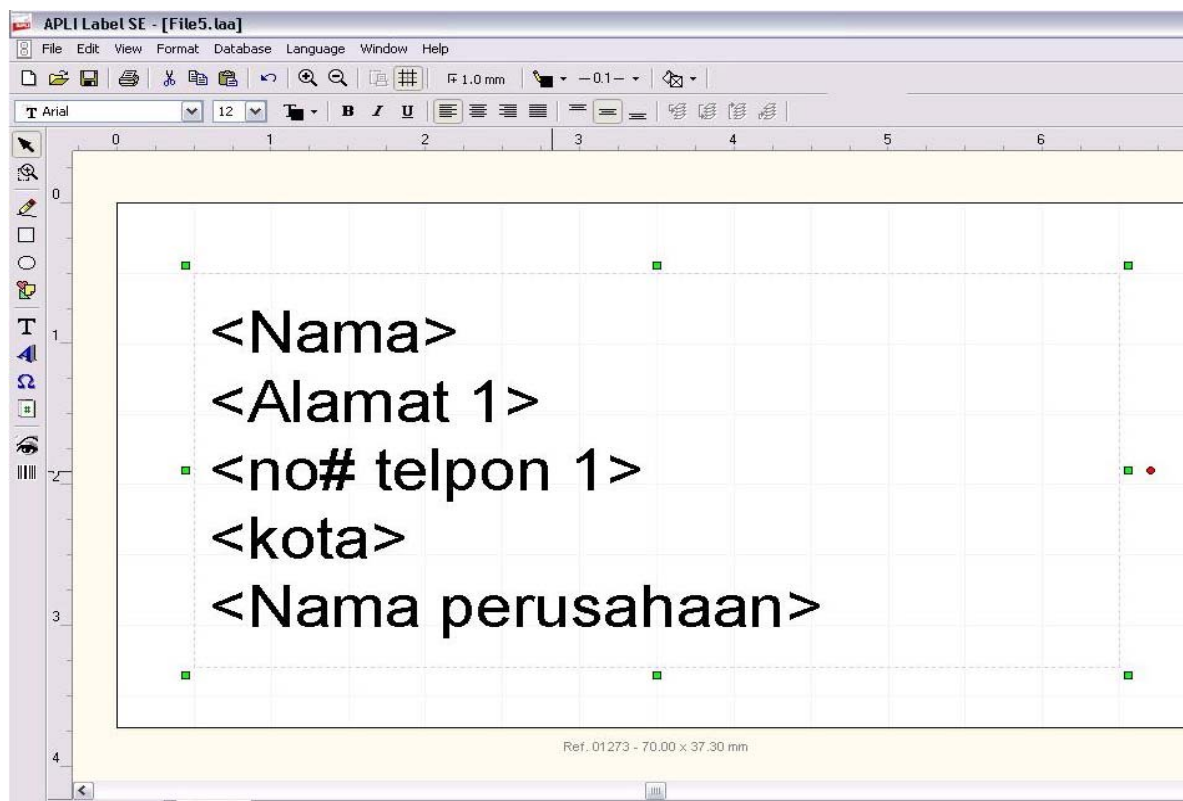 APLI Label SE - [File5.laa]
File Edit View Format Database Language Window Help
1.0 mm 0.1
Arial 12 B I U
0 1 2 3 4 5 6
0
1
2
3
4
<Nama>
<Alamat 1>
<no# telpon 1>
<kota>
<Nama perusahaan>
Ref. 01273 - 70.00 x 37.30 mm